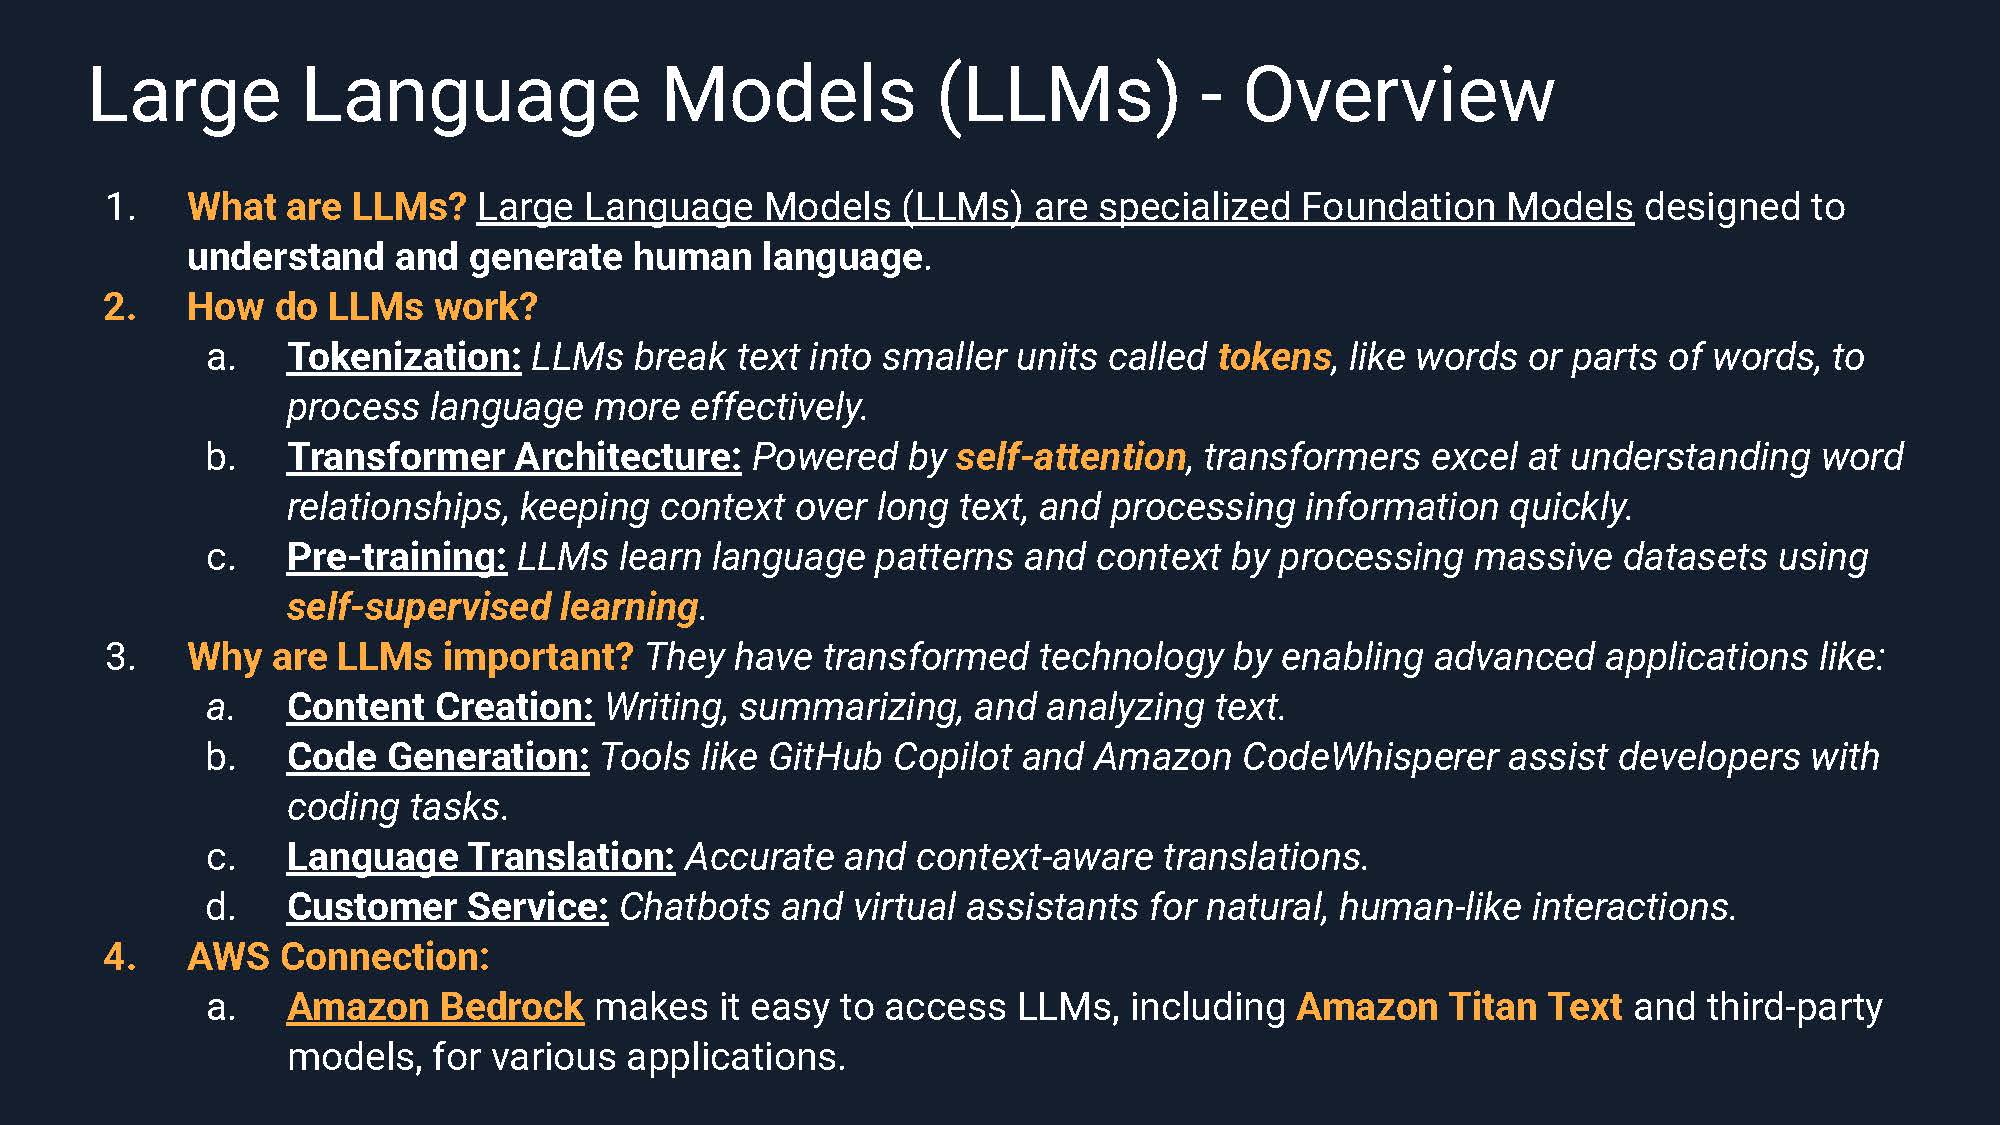 Large Language Models (LLMs) - Overview
1. What are LLMs? Large Language Models (LLMs) are specialized Foundation Models designed to
understand and generate human language.
2. How do LLMs work?
a. Tokenization: LLMs break text into smaller units called tokens, like words or parts of words, to
process language more effectively.
b. Transformer Architecture: Powered by self-attention, transformers excel at understanding word
relationships, keeping context over long text, and processing information quickly.
c. Pre-training: LLMs learn language patterns and context by processing massive datasets using
self-supervised learning.
3. Why are LLMs important? They have transformed technology by enabling advanced applications like:
a. Content Creation: Writing, summarizing, and analyzing text.
b. Code Generation: Tools like GitHub Copilot and Amazon CodeWhisperer assist developers with
coding tasks.
c. Language Translation: Accurate and context-aware translations.
d. Customer Service: Chatbots and virtual assistants for natural, human-like interactions.
4. AWS Connection:
a. Amazon Bedrock makes it easy to access LLMs, including Amazon Titan Text and third-party
models, for various applications.